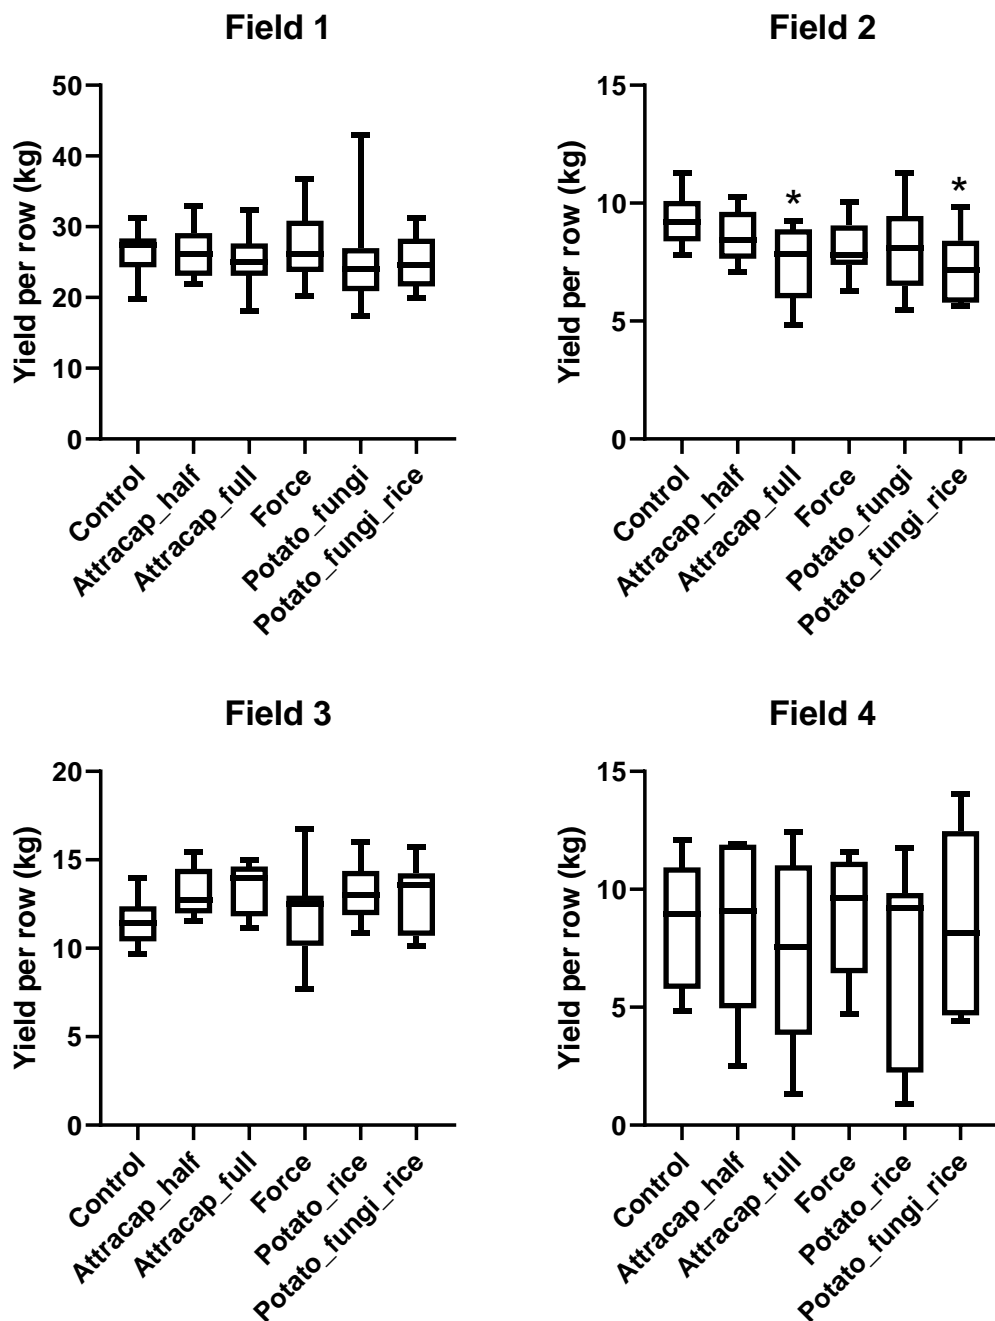 Field 1
Yield per row (kg)
50
40
30
20
10
0
Control
Attracap_half
Attracap_full
Force
Potato_fungi
Potato_fungi_rice
Field 2
Yield per row (kg)
15
10
5
0
*
*
Control
Attracap_half
Attracap_full
Force
Potato_fungi
Potato_fungi_rice
Field 3
Yield per row (kg)
20
15
10
5
0
Control
Attracap_half
Attracap_full
Force
Potato_rice
Potato_fungi_rice
Field 4
Yield per row (kg)
15
10
5
0
Control
Attracap_half
Attracap_full
Force
Potato_rice
Potato_fungi_rice